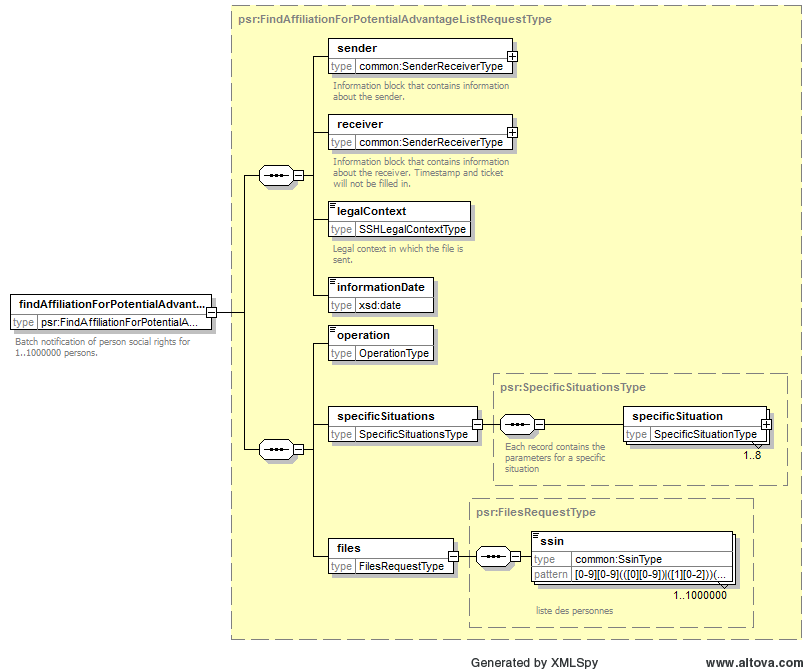 psr:FindAffiliationForPotentialAdvantageListRequestType
sender
type common:SenderReceiverType
Information block that contains information
about the sender.
receiver
type common:SenderReceiverType
Information block that contains information
about the receiver. Timestamp and ticket
will not be filled in.
legalContext
type SSHLegalContextType
Legal context in which the file is
sent.
informationDate
type xsd:date
findAffiliationForPotentialAdvant...
type psr:FindAffiliationForPotentialA...
Batch notification of person social rights for
1..1000000 persons.
operation
type OperationType
psr:SpecificSituationsType
specificSituations
type SpecificSituationsType
Each record contains the
parameters for a specific
situation
specificSituation
type SpecificSituationType
1..8
psr:FilesRequestType
files
type FilesRequestType
ssin
type common:SsinType
pattern [0-9][0-9](([0][0-9])|([1][0-2]))(...
1..1000000
liste des personnes
Generated by XMLSpy
www.altova.com